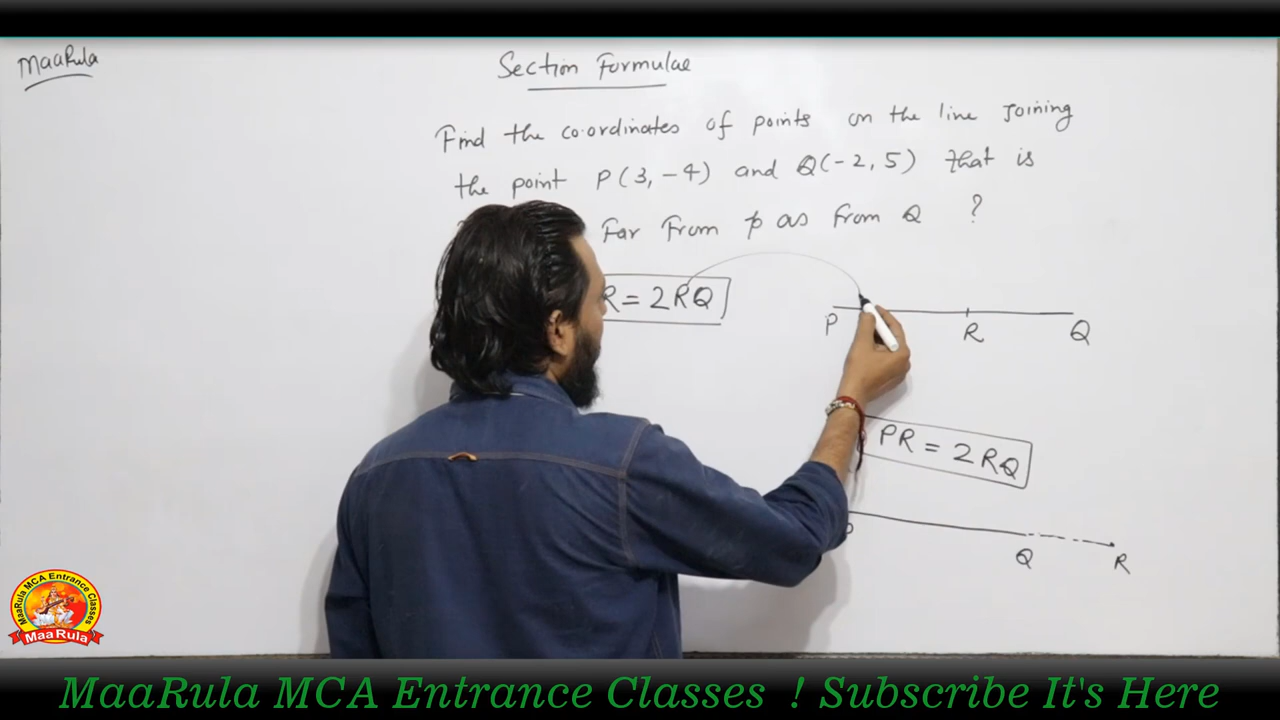 MaaRula
Section Formulae
Find the co-ordinates of points on the line Joining
the point P(3, -4) and Q(-2, 5) that is
far from p as from Q ?
R = 2RQ
P R Q
PR = 2RQ
Q R
MaaRula MCA Entrance Classes
MaaRula
MaaRula MCA Entrance Classes ! Subscribe It's Here